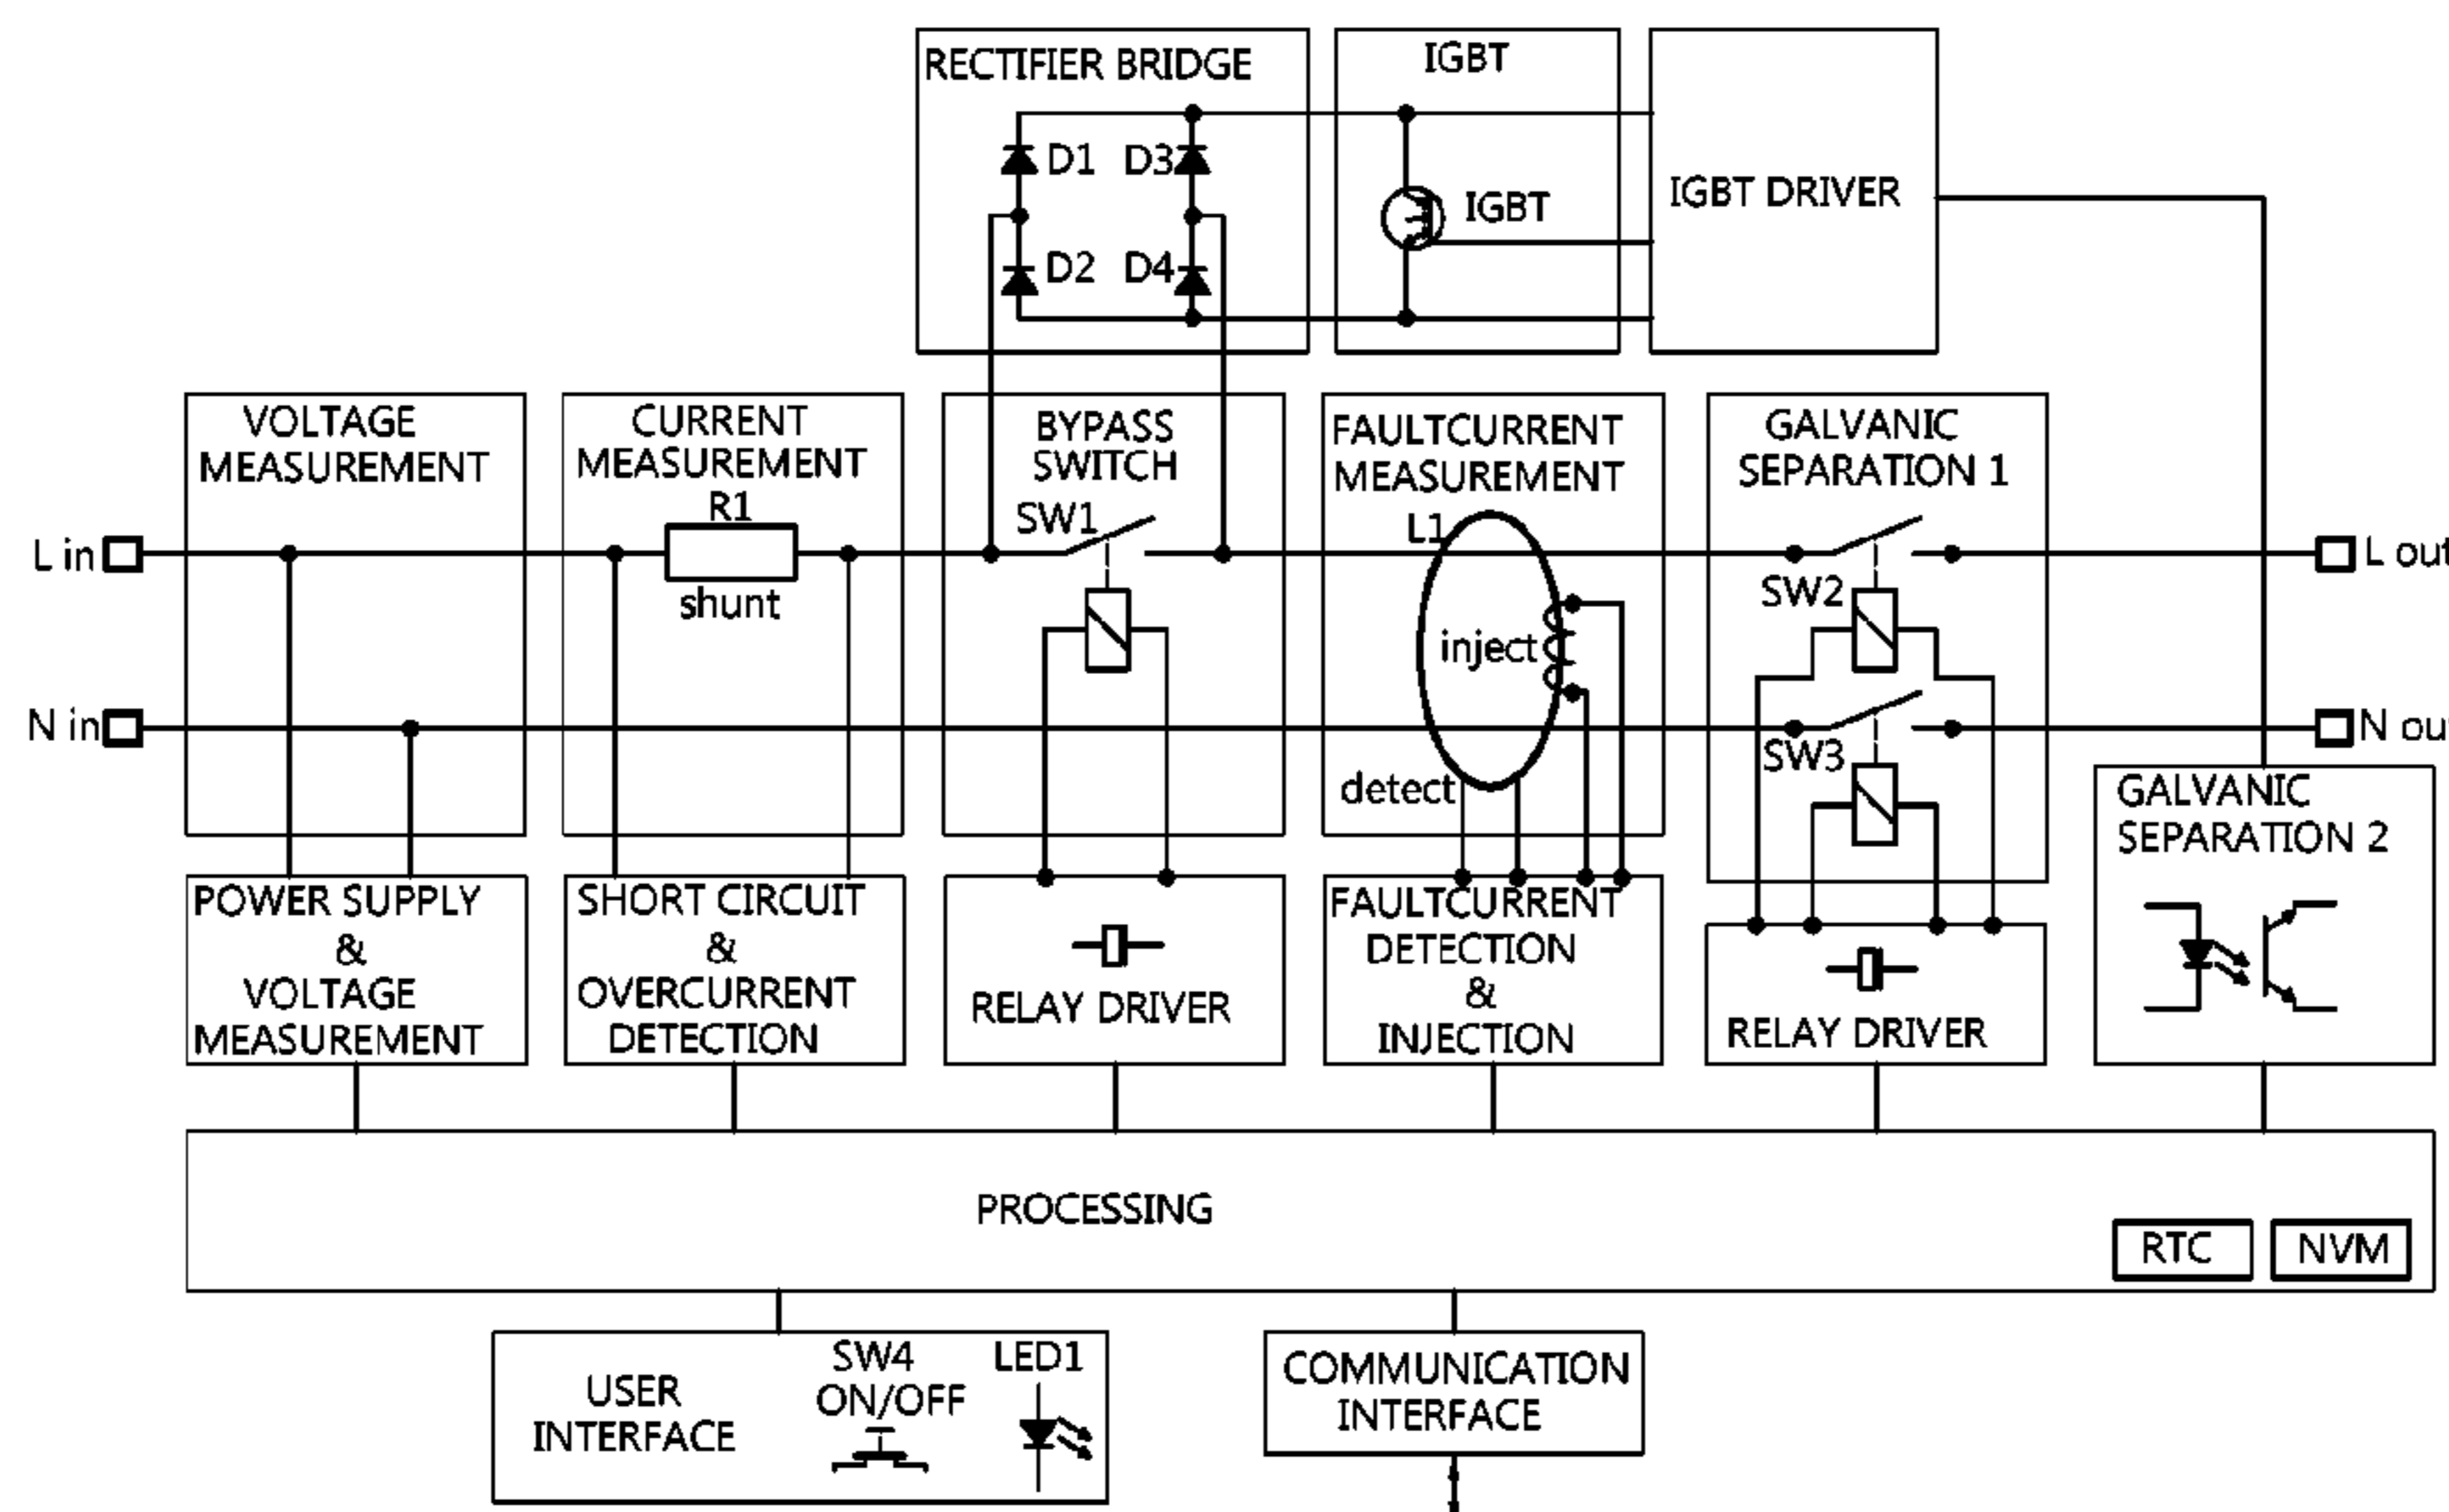 RECTIFIER BRIDGE
IGBT
D1
D3
IGBT
IGBT DRIVER
D2
D4
VOLTAGE
MEASUREMENT
CURRENT
MEASUREMENT
R1
shunt
BYPASS
SWITCH
SW1
FAULTCURRENT
MEASUREMENT
L1
inject
detect
GALVANIC
SEPARATION 1
SW2
SW3
L in
N in
L out
N ou
GALVANIC
SEPARATION 2
POWER SUPPLY
&
VOLTAGE
MEASUREMENT
SHORT CIRCUIT
&
OVERCURRENT
DETECTION
RELAY DRIVER
FAULTCURRENT
DETECTION
&
INJECTION
RELAY DRIVER
PROCESSING
RTC
NVM
USER
INTERFACE
SW4
ON/OFF
LED1
COMMUNICATION
INTERFACE